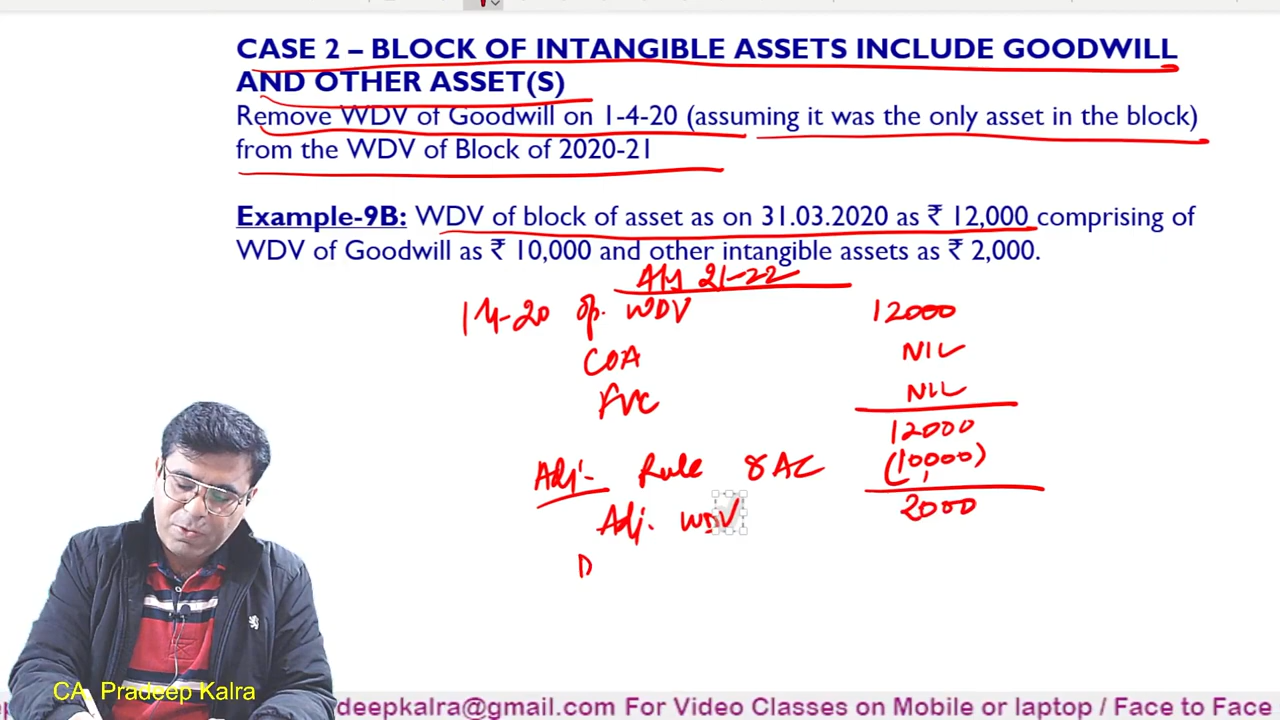 CASE 2 – BLOCK OF INTANGIBLE ASSETS INCLUDE GOODWILL
AND OTHER ASSET(S)
Remove WDV of Goodwill on 1-4-20 (assuming it was the only asset in the block)
from the WDV of Block of 2020-21
Example-9B: WDV of block of asset as on 31.03.2020 as ₹ 12,000 comprising of
WDV of Goodwill as ₹ 10,000 and other intangible assets as ₹ 2,000.
A/Y 21-22
1-4-20 op. WDV 12000
COA NIL
FVC NIL
12000
Adj:- Rule 8AC (10,000)
Adj. WDV 2000
D
CA Pradeep Kalra
deepkalra@gmail.com For Video Classes on Mobile or laptop / Face to Face